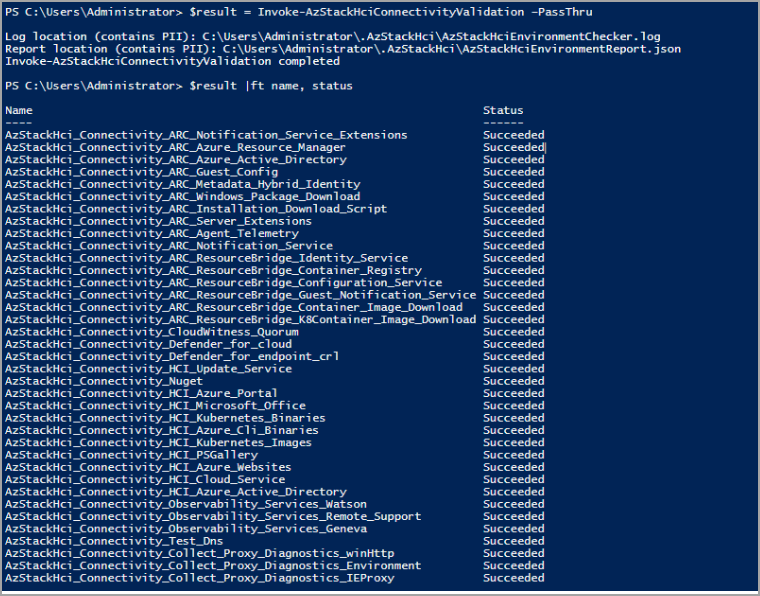 PS C:\Users\Administrator> $result = Invoke-AzStackHciConnectivityValidation -PassThru
Log location (contains PII): C:\Users\Administrator\.AzStackHci\AzStackHciEnvironmentChecker.log
Report location (contains PII): C:\Users\Administrator\.AzStackHci\AzStackHciEnvironmentReport.json
Invoke-AzStackHciConnectivityValidation completed
PS C:\Users\Administrator> $result |ft name, status
Name Status
---- ------
AzStackHci_Connectivity_ARC_Notification_Service_Extensions Succeeded
AzStackHci_Connectivity_ARC_Azure_Resource_Manager Succeeded
AzStackHci_Connectivity_ARC_Azure_Active_Directory Succeeded
AzStackHci_Connectivity_ARC_Guest_Config Succeeded
AzStackHci_Connectivity_ARC_Metadata_Hybrid_Identity Succeeded
AzStackHci_Connectivity_ARC_Windows_Package_Download Succeeded
AzStackHci_Connectivity_ARC_Installation_Download_Script Succeeded
AzStackHci_Connectivity_ARC_Server_Extensions Succeeded
AzStackHci_Connectivity_ARC_Agent_Telemetry Succeeded
AzStackHci_Connectivity_ARC_Notification_Service Succeeded
AzStackHci_Connectivity_ARC_ResourceBridge_Identity_Service Succeeded
AzStackHci_Connectivity_ARC_ResourceBridge_Container_Registry Succeeded
AzStackHci_Connectivity_ARC_ResourceBridge_Configuration_Service Succeeded
AzStackHci_Connectivity_ARC_ResourceBridge_Guest_Notification_Service Succeeded
AzStackHci_Connectivity_ARC_ResourceBridge_Container_Image_Download Succeeded
AzStackHci_Connectivity_ARC_ResourceBridge_K8Container_Image_Download Succeeded
AzStackHci_Connectivity_CloudWitness_Quorum Succeeded
AzStackHci_Connectivity_Defender_for_cloud Succeeded
AzStackHci_Connectivity_Defender_for_endpoint_crl Succeeded
AzStackHci_Connectivity_HCI_Update_Service Succeeded
AzStackHci_Connectivity_Nuget Succeeded
AzStackHci_Connectivity_HCI_Azure_Portal Succeeded
AzStackHci_Connectivity_HCI_Microsoft_Office Succeeded
AzStackHci_Connectivity_HCI_Kubernetes_Binaries Succeeded
AzStackHci_Connectivity_HCI_Azure_Cli_Binaries Succeeded
AzStackHci_Connectivity_HCI_Kubernetes_Images Succeeded
AzStackHci_Connectivity_HCI_PSGallery Succeeded
AzStackHci_Connectivity_HCI_Azure_Websites Succeeded
AzStackHci_Connectivity_HCI_Cloud_Service Succeeded
AzStackHci_Connectivity_HCI_Azure_Active_Directory Succeeded
AzStackHci_Connectivity_Observability_Services_Watson Succeeded
AzStackHci_Connectivity_Observability_Services_Remote_Support Succeeded
AzStackHci_Connectivity_Observability_Services_Geneva Succeeded
AzStackHci_Connectivity_Test_Dns Succeeded
AzStackHci_Connectivity_Collect_Proxy_Diagnostics_winHttp Succeeded
AzStackHci_Connectivity_Collect_Proxy_Diagnostics_Environment Succeeded
AzStackHci_Connectivity_Collect_Proxy_Diagnostics_IEProxy Succeeded